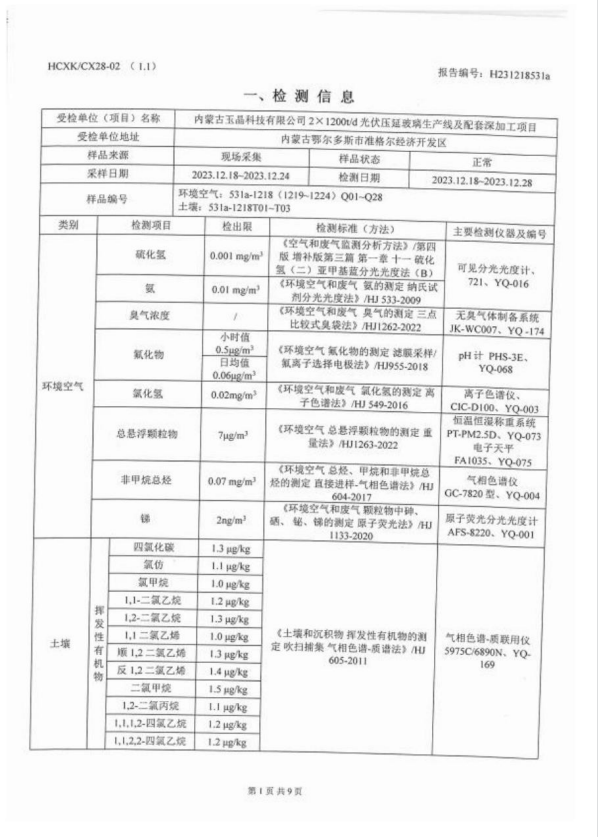 HCXK/CX28-02 （1.1）
报告编号：H231218531a
一、检 测 信 息
受检单位（项目）名称 内蒙古玉晶科技有限公司 2×1200t/d 光伏压延玻璃生产线及配套深加工项目
受检单位地址 内蒙古鄂尔多斯市准格尔经济开发区
样品来源 现场采集 样品状态 正常
采样日期 2023.12.18~2023.12.24 检测日期 2023.12.18~2023.12.28
样品编号
环境空气：531a-1218（1219~1224）Q01~Q28
土壤：531a-1218T01~T03
类别 检测项目 检出限 检测标准（方法） 主要检测仪器及编号
环境空气
硫化氢 0.001 mg/m³
《空气和废气监测分析方法》/第四
版 增补版第三篇 第一章 十一 硫化
氢（二）亚甲基蓝分光光度法（B）
可见分光光度计、
721、YQ-016
氨 0.01 mg/m³
《环境空气和废气 氨的测定 纳氏试
剂分光光度法》/HJ 533-2009
臭气浓度 /
《环境空气和废气 臭气的测定 三点
比较式臭袋法》/HJ1262-2022
无臭气体制备系统
JK-WC007、YQ -174
氟化物
小时值
0.5μg/m³
日均值
0.06μg/m³
《环境空气 氟化物的测定 滤膜采样/
氟离子选择电极法》/HJ955-2018
pH 计 PHS-3E、
YQ-068
氯化氢 0.02mg/m³
《环境空气和废气 氯化氢的测定 离
子色谱法》/HJ 549-2016
离子色谱仪、
CIC-D100、YQ-003
总悬浮颗粒物 7μg/m³
《环境空气 总悬浮颗粒物的测定 重
量法》/HJ1263-2022
恒温恒湿称重系统
PT-PM2.5D、YQ-073
电子天平
FA1035、YQ-075
非甲烷总烃 0.07 mg/m³
《环境空气 总烃、甲烷和非甲烷总
烃的测定 直接进样-气相色谱法》/HJ
604-2017
气相色谱仪
GC-7820 型、YQ-004
锑 2ng/m³
《环境空气和废气 颗粒物中砷、
硒、铋、锑的测定 原子荧光法》/HJ
1133-2020
原子荧光分光光度计
AFS-8220、YQ-001
土壤
挥发性有机物
四氯化碳 1.3 μg/kg
氯仿 1.1 μg/kg
氯甲烷 1.0 μg/kg
1,1-二氯乙烷 1.2 μg/kg
1,2-二氯乙烷 1.3 μg/kg
1,1 二氯乙烯 1.0 μg/kg
顺 1,2 二氯乙烯 1.3 μg/kg
反 1,2 二氯乙烯 1.4 μg/kg
二氯甲烷 1.5 μg/kg
1,2-二氯丙烷 1.1 μg/kg
1,1,1,2-四氯乙烷 1.2 μg/kg
1,1,2,2-四氯乙烷 1.2 μg/kg
《土壤和沉积物 挥发性有机物的测
定 吹扫捕集 气相色谱-质谱法》/HJ
605-2011
气相色谱-质联用仪
5975C/6890N、YQ-
169
第 1 页 共 9 页